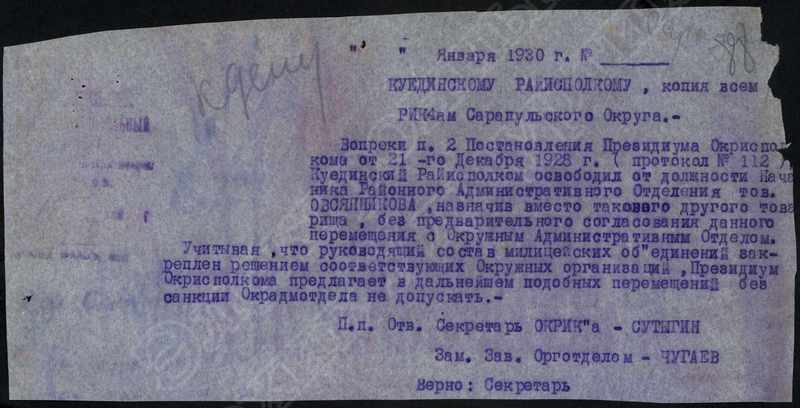 " " Января 1930 г. №
КУЕДИНСКОМУ РАЙИСПОЛКОМУ, копия всем
РИК"ам Сарапульского Округа.-
к делу
588
Вопреки п. 2 Постановления Президиума Окриспол
кома от 21 -го Декабря 1928 г. ( протокол № 112 )
Куединский Райисполком освободил от должности Нача
ника Районного Административного Отделения тов.
ОВСЯННИКОВА ,назначив вместо такового другого това
рища , без предварительного согласования данного
перемещения с Окружным Административным Отделом.
Учитывая ,что руководящий состав милицейских об"единений зак-
реплен решением соответствующих Окружных организаций ,Президиум
Окрисполкома предлагает в дальнейшем подобных перемещений без
санкции Окрадмотдела не допускать.-
П.п. Отв. Секретарь ОКРИК"а - СУТЫГИН
Зам. Зав. Орготделом - ЧУГАЕВ
Верно: Секретарь